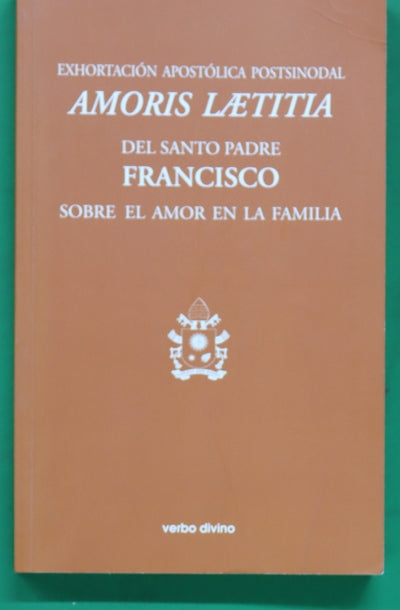 EXHORTACIÓN APOSTÓLICA POSTSINODAL
AMORIS LÆTITIA
DEL SANTO PADRE
FRANCISCO
SOBRE EL AMOR EN LA FAMILIA
verbo divino